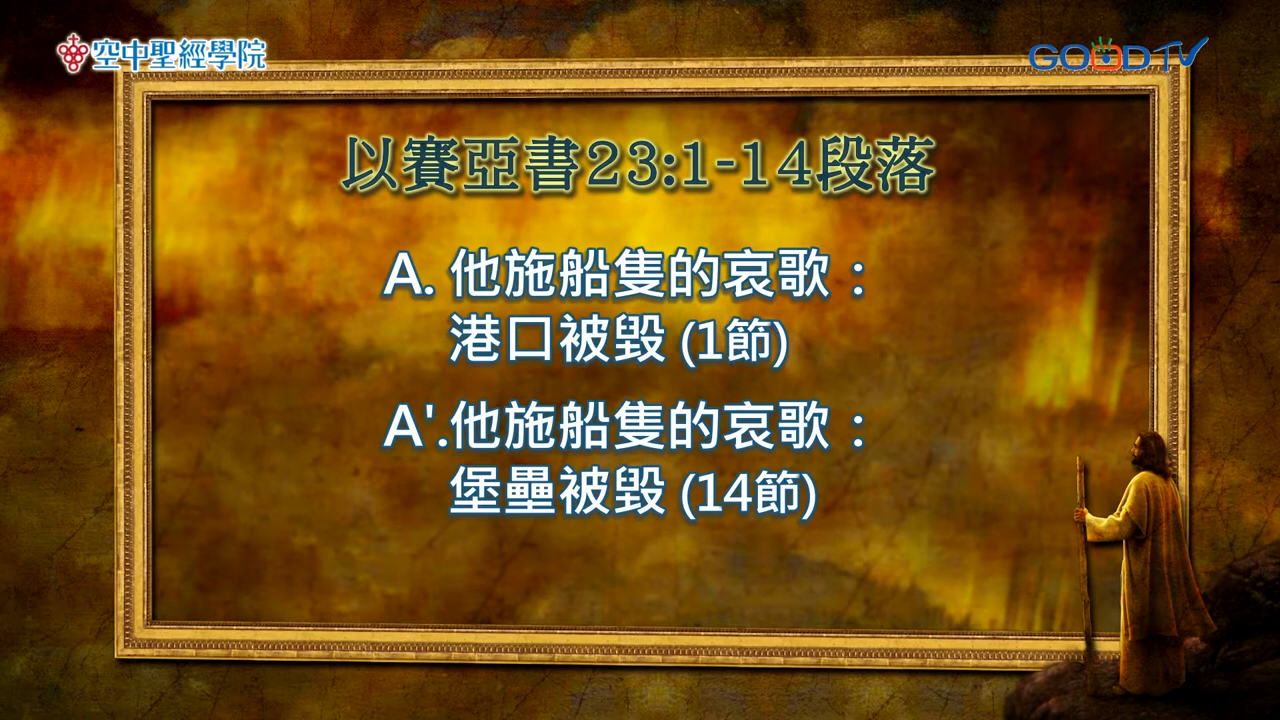 空中聖經學院
GOODTV
以賽亞書23:1-14段落
A. 他施船隻的哀歌：
港口被毀 (1節)
A'.他施船隻的哀歌：
堡壘被毀 (14節)